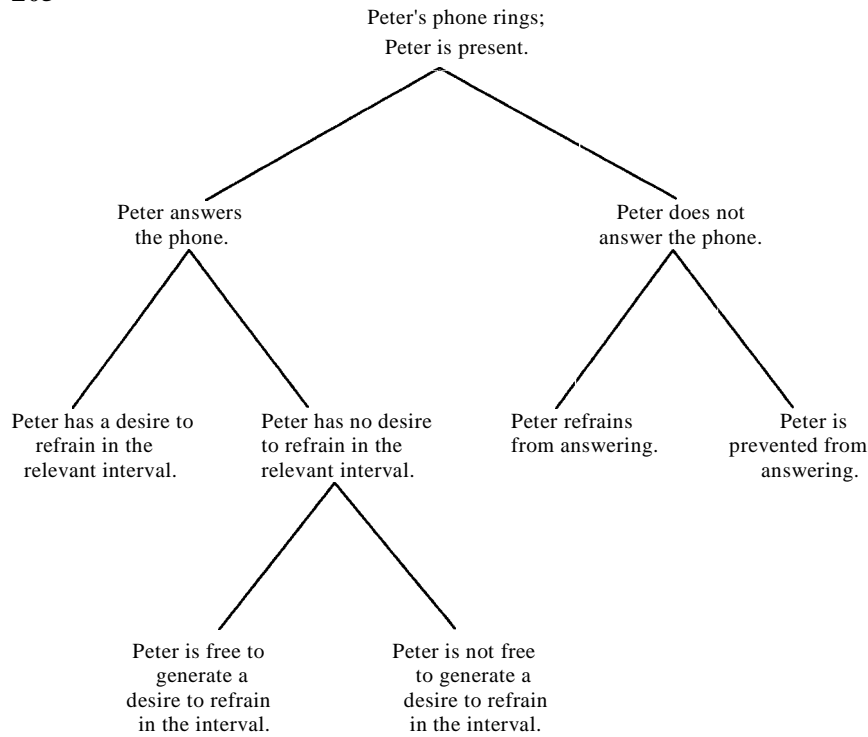 Peter's phone rings;
Peter is present.
Peter answers
the phone.
Peter does not
answer the phone.
Peter has a desire to
refrain in the
relevant interval.
Peter has no desire
to refrain in the
relevant interval.
Peter refrains
from answering.
Peter is
prevented from
answering.
Peter is free to
generate a
desire to refrain
in the interval.
Peter is not free
to generate a
desire to refrain
in the interval.